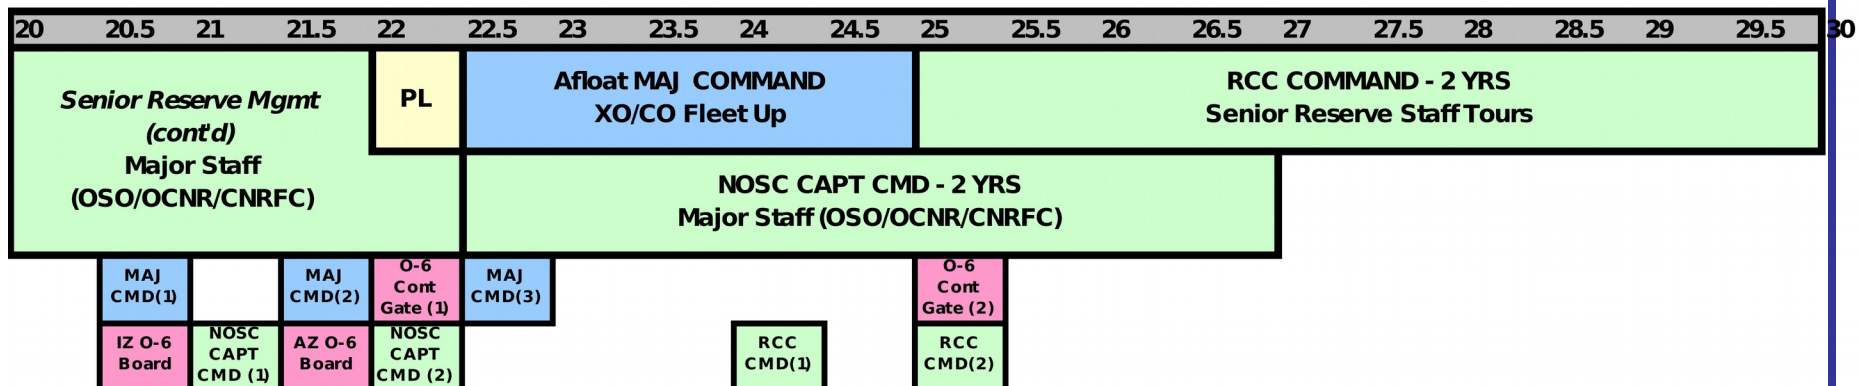 20 20.5 21 21.5 22 22.5 23 23.5 24 24.5 25 25.5 26 26.5 27 27.5 28 28.5 29 29.5 30
Senior Reserve Mgmt
(cont'd)
Major Staff
(OSO/OCNR/CNRFC)
PL
Afloat MAJ COMMAND
XO/CO Fleet Up
RCC COMMAND - 2 YRS
Senior Reserve Staff Tours
NOSC CAPT CMD - 2 YRS
Major Staff (OSO/OCNR/CNRFC)
MAJ
CMD(1)
MAJ
CMD(2)
O-6
Cont
Gate (1)
MAJ
CMD(3)
O-6
Cont
Gate (2)
IZ O-6
Board
NOSC
CAPT
CMD (1)
AZ O-6
Board
NOSC
CAPT
CMD (2)
RCC
CMD(1)
RCC
CMD(2)